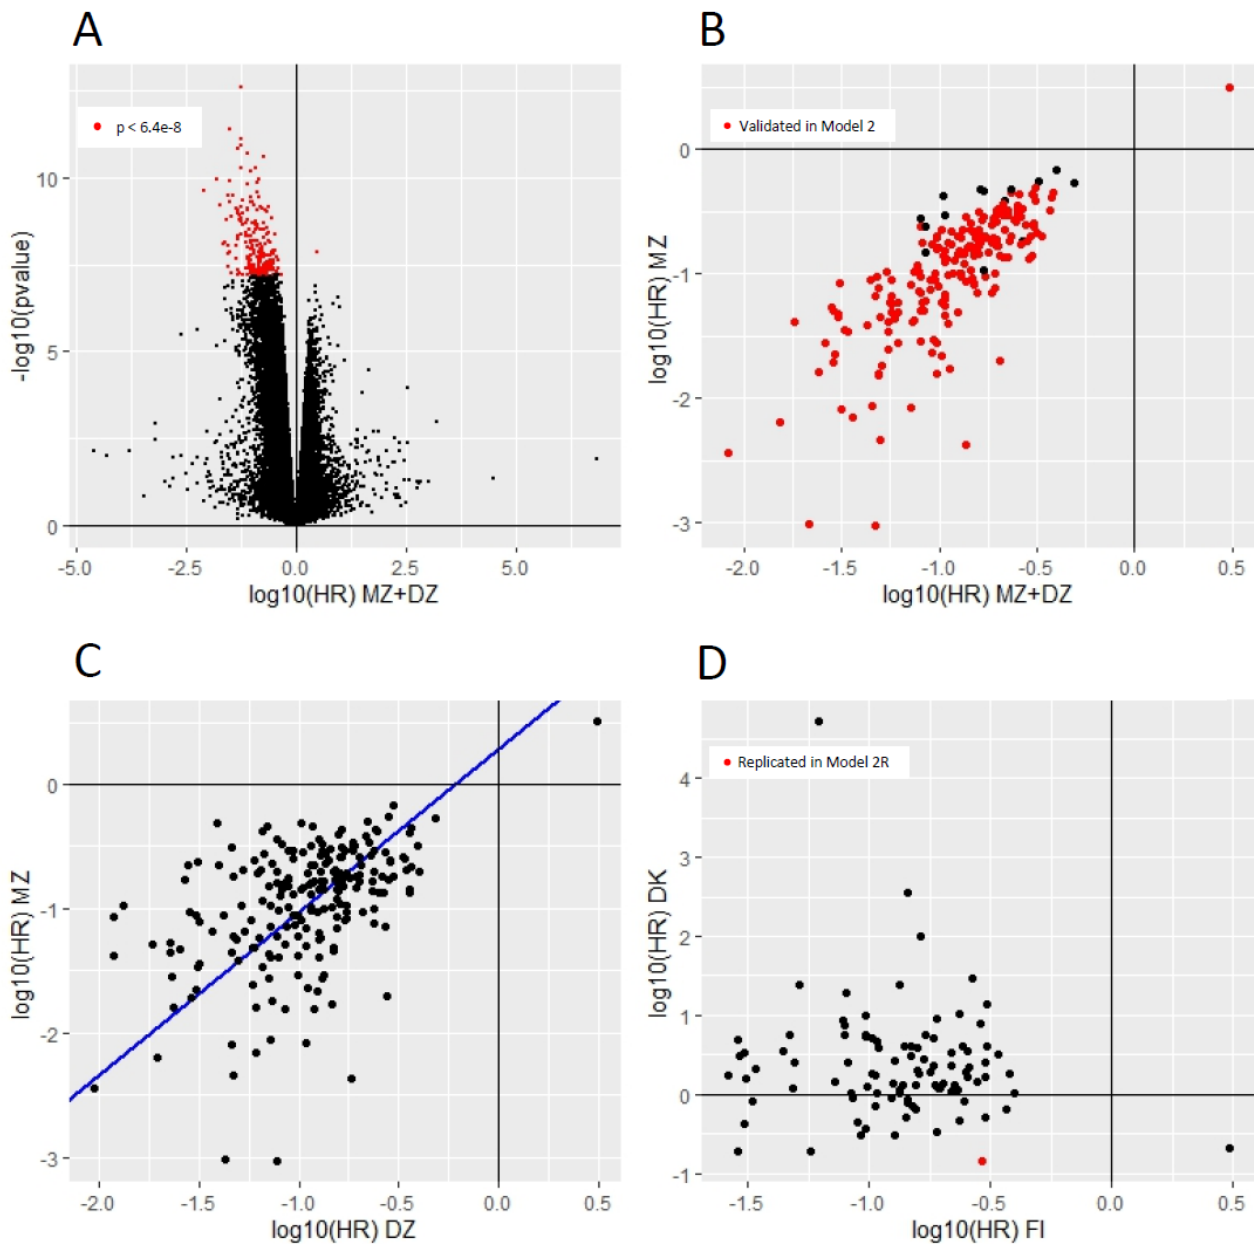 A
B
p < 6.4e-8
10
5
0
-log10(pvalue)
-5.0 -2.5 0.0 2.5 5.0
log10(HR) MZ+DZ
Validated in Model 2
0
-1
-2
-3
log10(HR) MZ
-2.0 -1.5 -1.0 -0.5 0.0 0.5
log10(HR) MZ+DZ
C
D
0
-1
-2
-3
log10(HR) MZ
-2.0 -1.5 -1.0 -0.5 0.0 0.5
log10(HR) DZ
Replicated in Model 2R
4
3
2
1
0
-1
log10(HR) DK
-1.5 -1.0 -0.5 0.0 0.5
log10(HR) FI